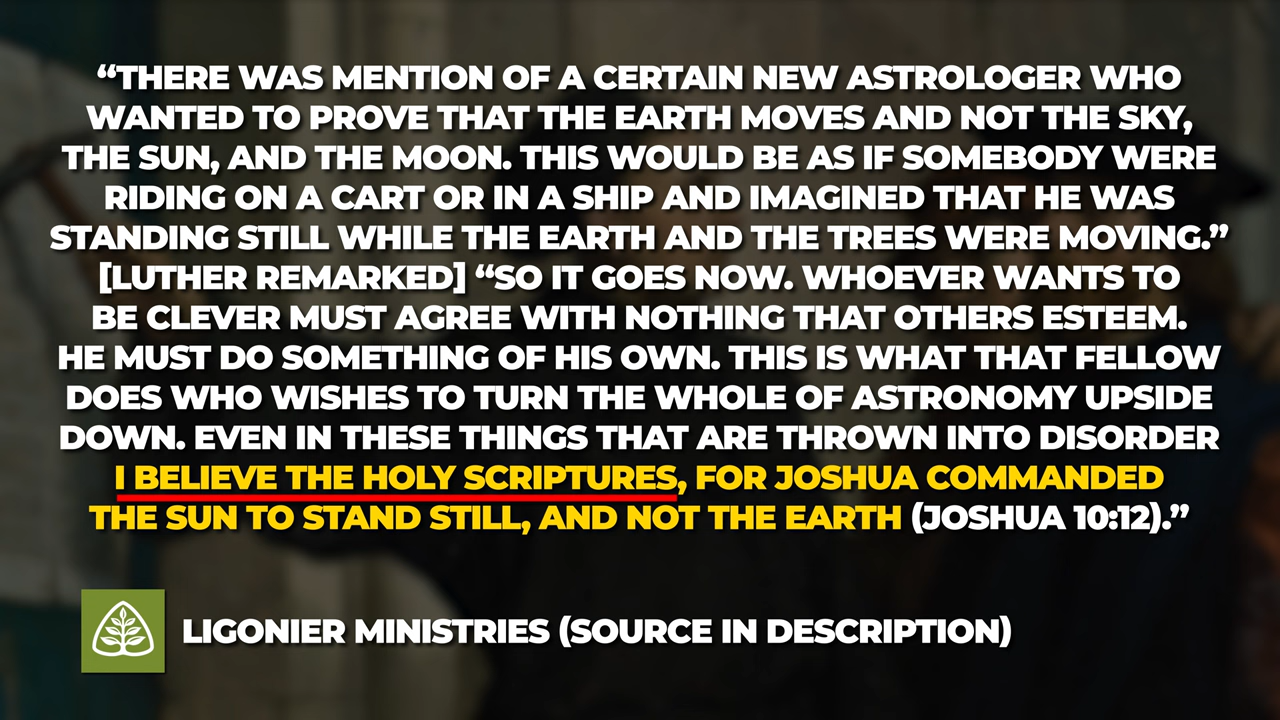 “THERE WAS MENTION OF A CERTAIN NEW ASTROLOGER WHO
WANTED TO PROVE THAT THE EARTH MOVES AND NOT THE SKY,
THE SUN, AND THE MOON. THIS WOULD BE AS IF SOMEBODY WERE
RIDING ON A CART OR IN A SHIP AND IMAGINED THAT HE WAS
STANDING STILL WHILE THE EARTH AND THE TREES WERE MOVING.”
[LUTHER REMARKED] “SO IT GOES NOW. WHOEVER WANTS TO
BE CLEVER MUST AGREE WITH NOTHING THAT OTHERS ESTEEM.
HE MUST DO SOMETHING OF HIS OWN. THIS IS WHAT THAT FELLOW
DOES WHO WISHES TO TURN THE WHOLE OF ASTRONOMY UPSIDE
DOWN. EVEN IN THESE THINGS THAT ARE THROWN INTO DISORDER
I BELIEVE THE HOLY SCRIPTURES, FOR JOSHUA COMMANDED
THE SUN TO STAND STILL, AND NOT THE EARTH (JOSHUA 10:12).”
LIGONIER MINISTRIES (SOURCE IN DESCRIPTION)